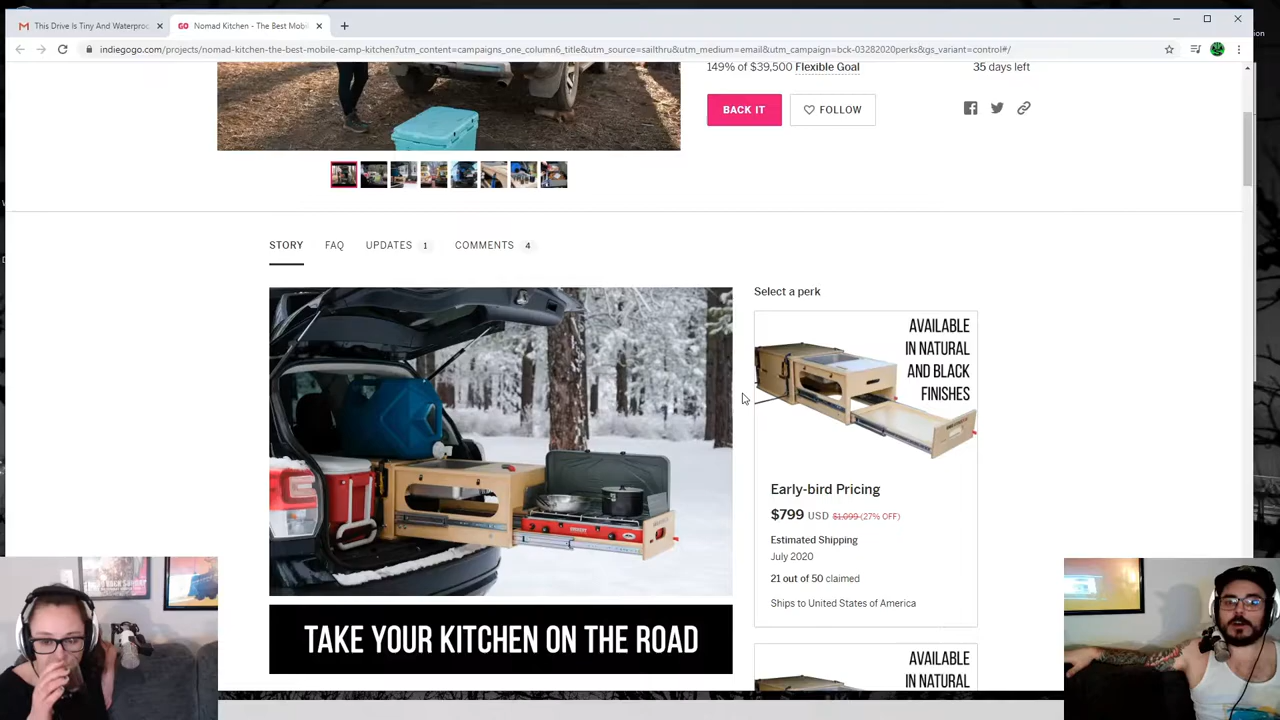 This Drive Is Tiny And Waterproo
Nomad Kitchen - The Best Mobi
indiegogo.com/projects/nomad-kitchen-the-best-mobile-camp-kitchen?utm_content=campaigns_one_column_title&utm_source=sailthru&utm_medium=email&utm_campaign=bck-03282020perks&gs_variant=control#/
149% of $39,500 Flexible Goal
35 days left
BACK IT
FOLLOW
STORY FAQ UPDATES 1 COMMENTS 4
Select a perk
AVAILABLE
IN NATURAL
AND BLACK
FINISHES
Early-bird Pricing
$799 USD $1,099 (27% OFF)
Estimated Shipping
July 2020
21 out of 50 claimed
Ships to United States of America
TAKE YOUR KITCHEN ON THE ROAD
AVAILABLE
IN NATURAL